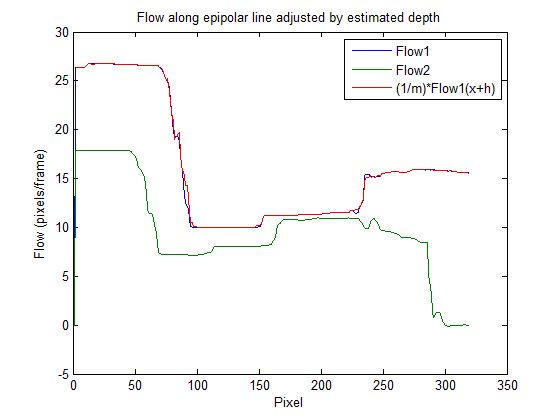 Flow along epipolar line adjusted by estimated depth
30
25
20
15
10
5
0
-5
Flow (pixels/frame)
Flow1
Flow2
(1/m)*Flow1(x+h)
0
50
100
150
200
250
300
350
Pixel